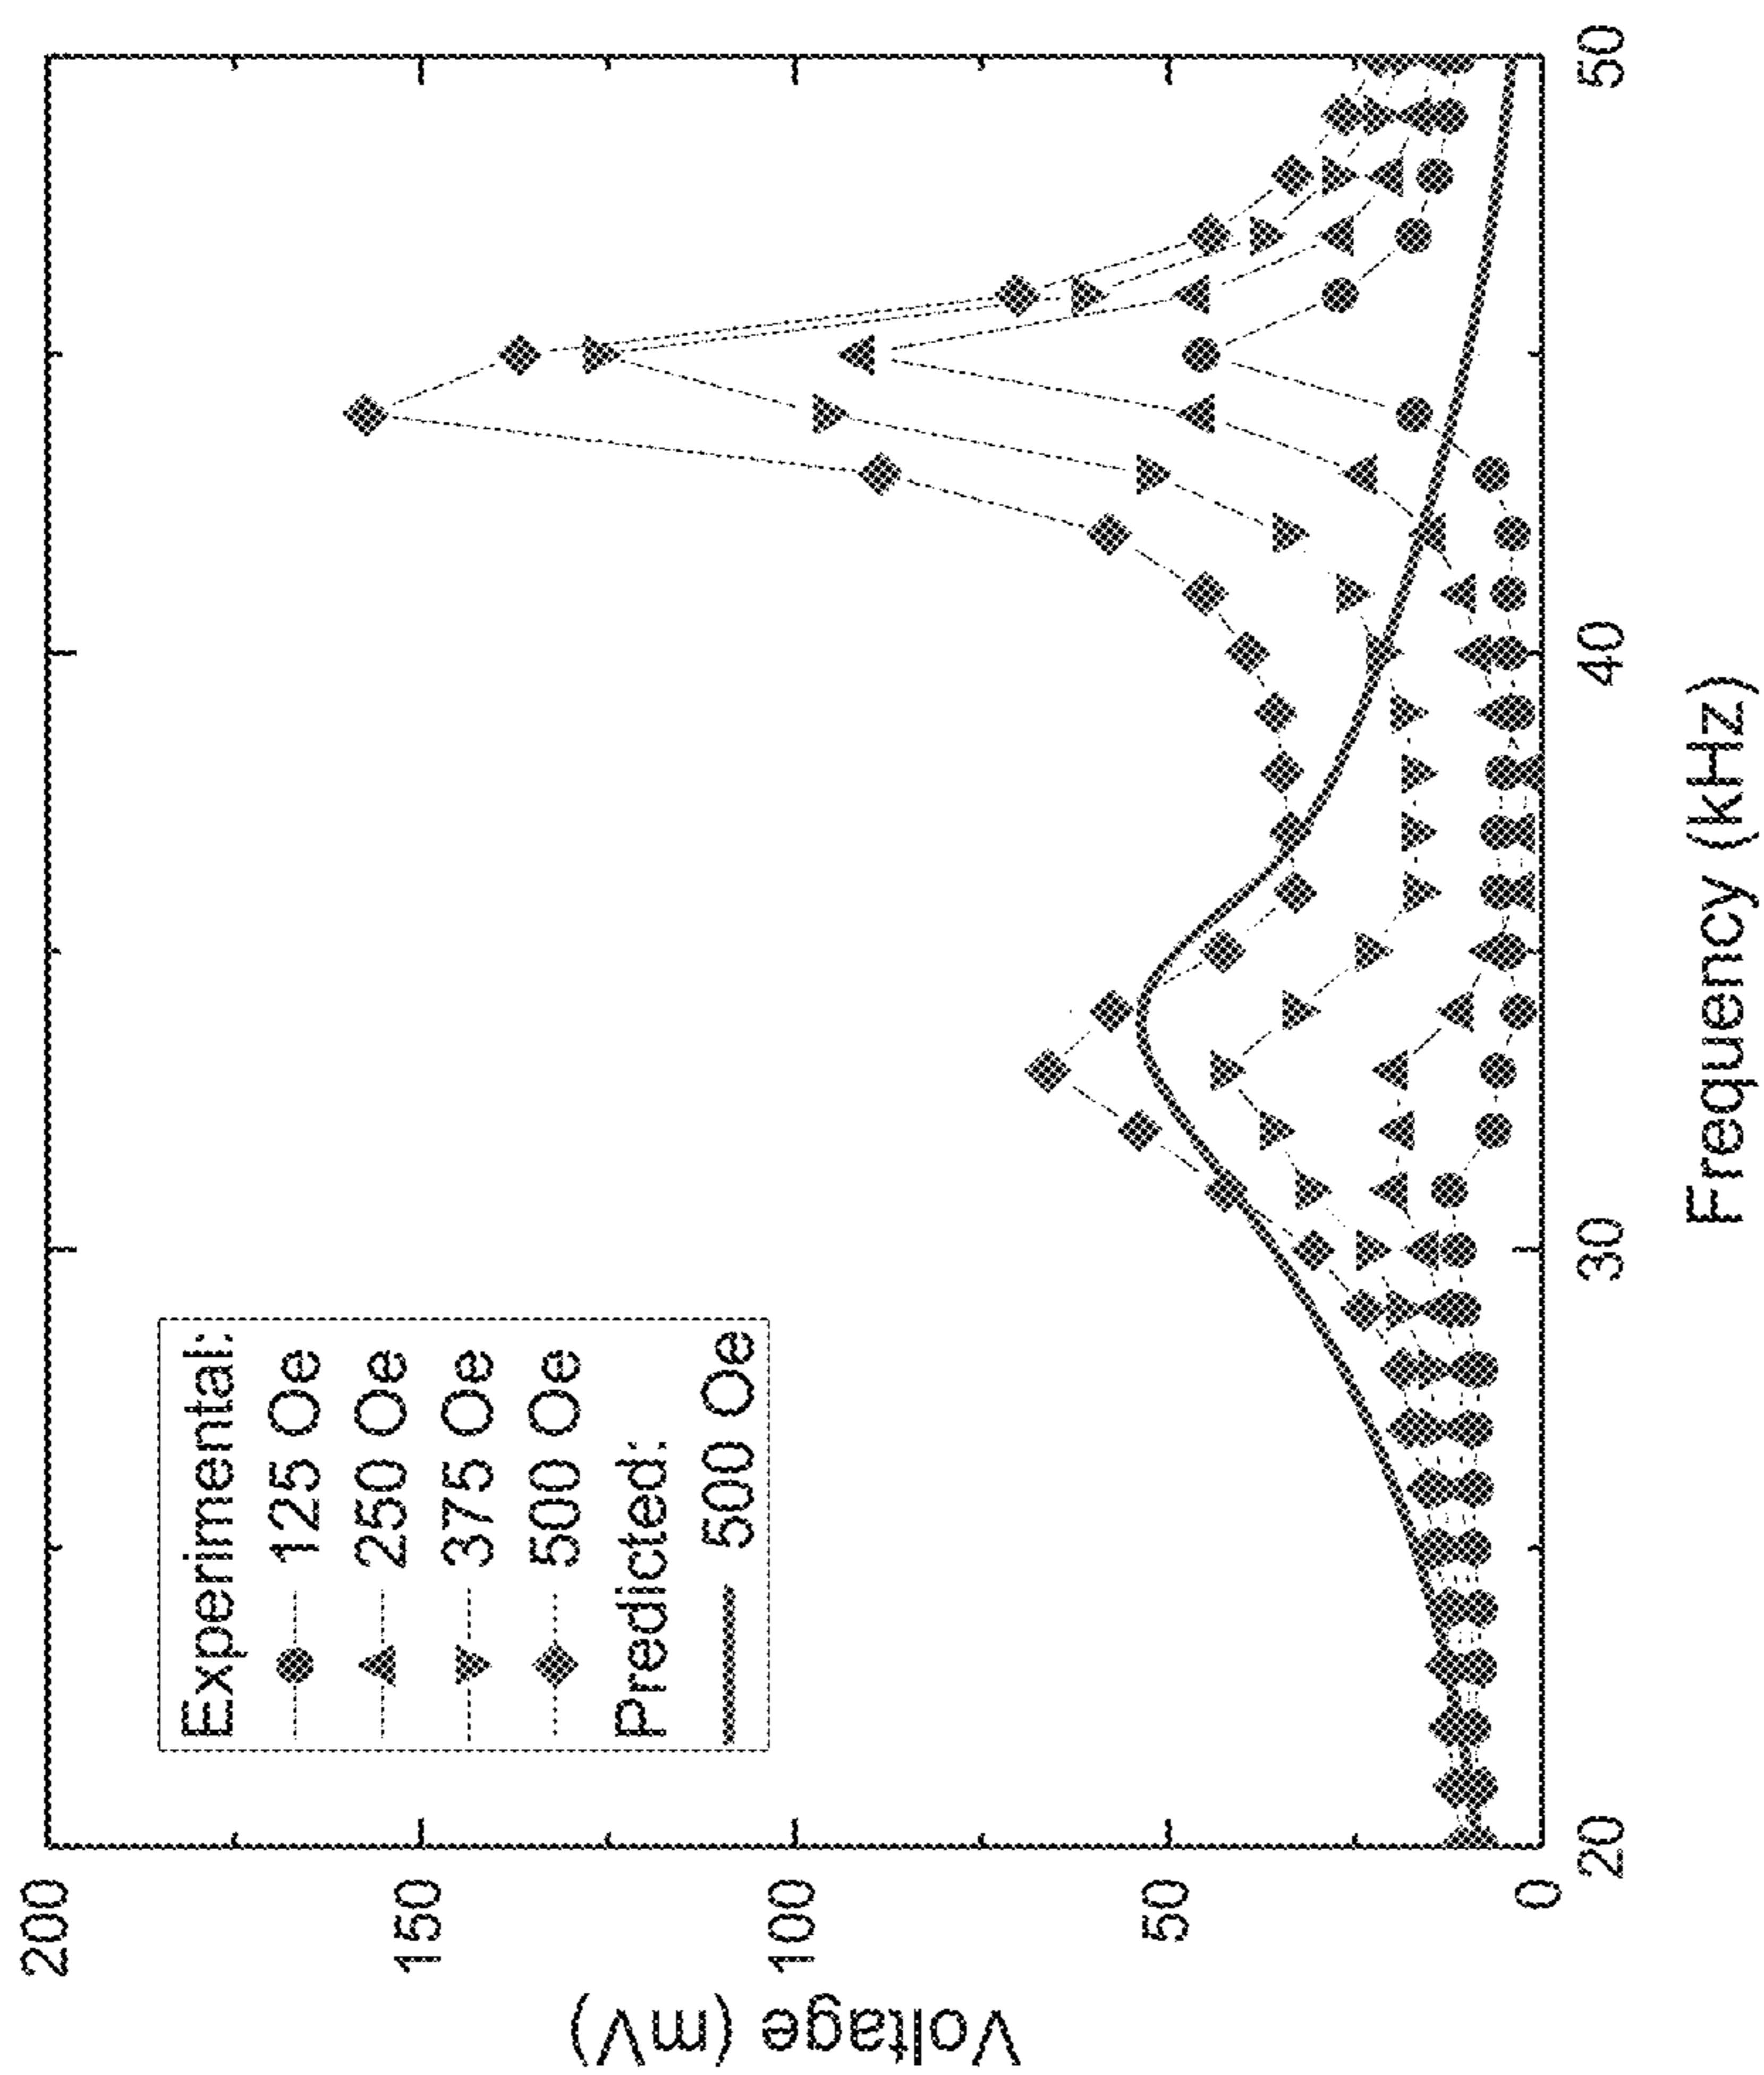 200
150
100
50
0
Voltage (mV)
Experimental:
125 Oe
250 Oe
375 Oe
500 Oe
Predicted:
500 Oe
20
30
40
50
Frequency (kHz)